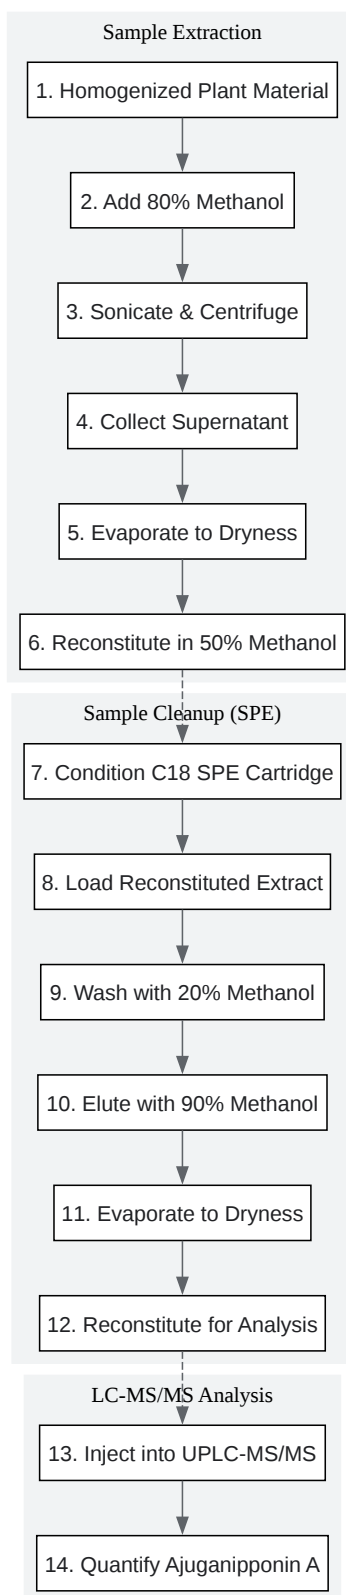 Sample Extraction
1. Homogenized Plant Material
2. Add 80% Methanol
3. Sonicate & Centrifuge
4. Collect Supernatant
5. Evaporate to Dryness
6. Reconstitute in 50% Methanol
Sample Cleanup (SPE)
7. Condition C18 SPE Cartridge
8. Load Reconstituted Extract
9. Wash with 20% Methanol
10. Elute with 90% Methanol
11. Evaporate to Dryness
12. Reconstitute for Analysis
LC-MS/MS Analysis
13. Inject into UPLC-MS/MS
14. Quantify Ajuganipponin A